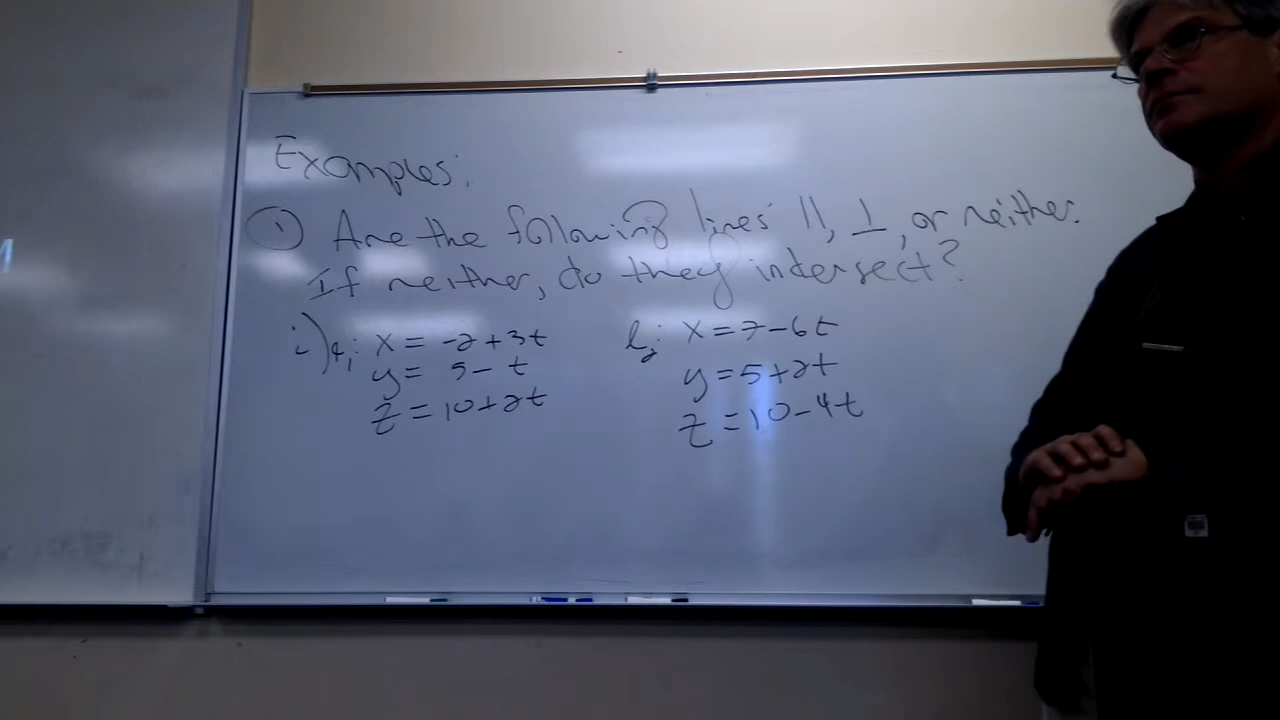 Examples:
① Are the following lines ||, ⊥, or neither.
If neither, do they intersect?
i) l₁: x = -2+3t
y = 5-t
z = 10+2t
l₂: x = 7-6t
y = 5+2t
z = 10-4t